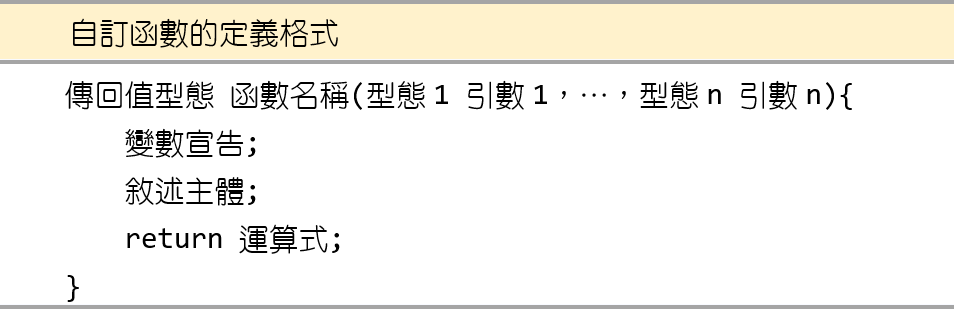 自訂函數的定義格式
傳回值型態 函數名稱(型態1 引數1,…,型態n 引數n){
變數宣告;
敘述主體;
return 運算式;
}